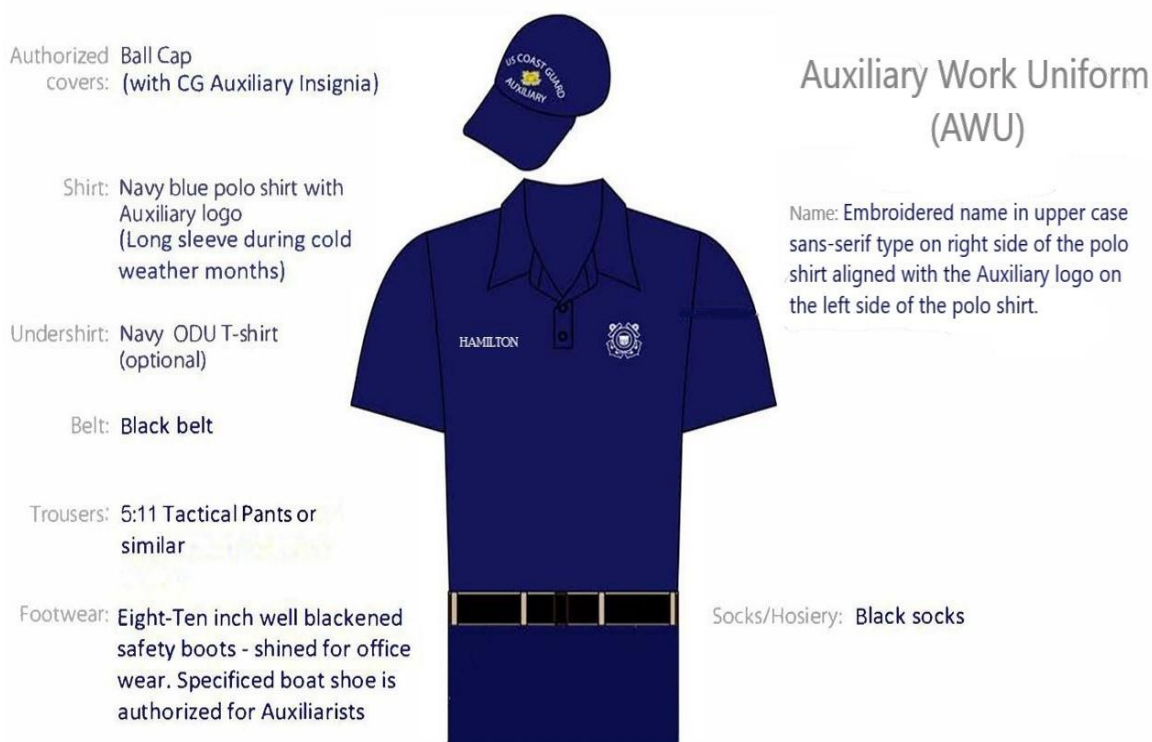 Authorized covers: Ball Cap
(with CG Auxiliary Insignia)
US COAST GUARD
AUXILIARY
Auxiliary Work Uniform
(AWU)
Shirt: Navy blue polo shirt with
Auxiliary logo
(Long sleeve during cold
weather months)
Name: Embroidered name in upper case
sans-serif type on right side of the polo
shirt aligned with the Auxiliary logo on
the left side of the polo shirt.
Undershirt: Navy ODU T-shirt
(optional)
HAMILTON
Belt: Black belt
Trousers: 5:11 Tactical Pants or
similar
Footwear: Eight-Ten inch well blackened
safety boots - shined for office
wear. Specificed boat shoe is
authorized for Auxiliarists
Socks/Hosiery: Black socks